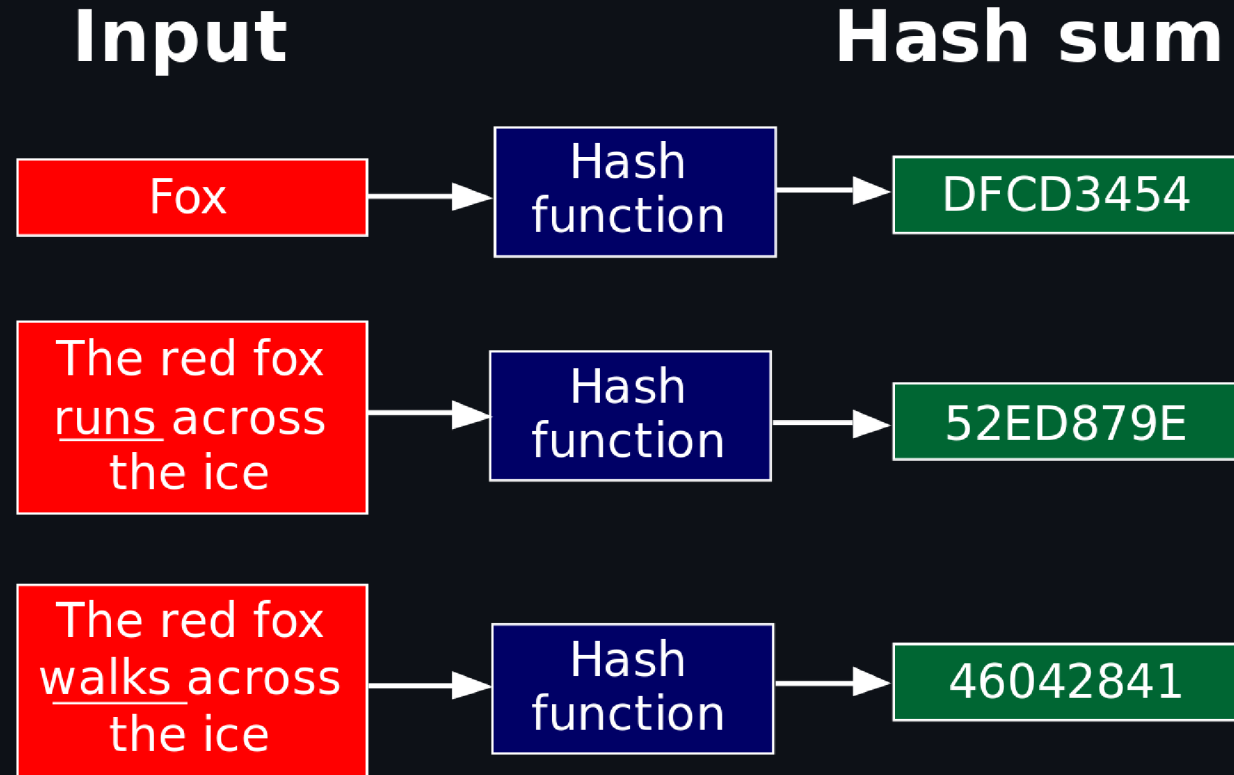 Input
Hash sum
Fox
Hash
function
DFCD3454
The red fox
runs across
the ice
Hash
function
52ED879E
The red fox
walks across
the ice
Hash
function
46042841